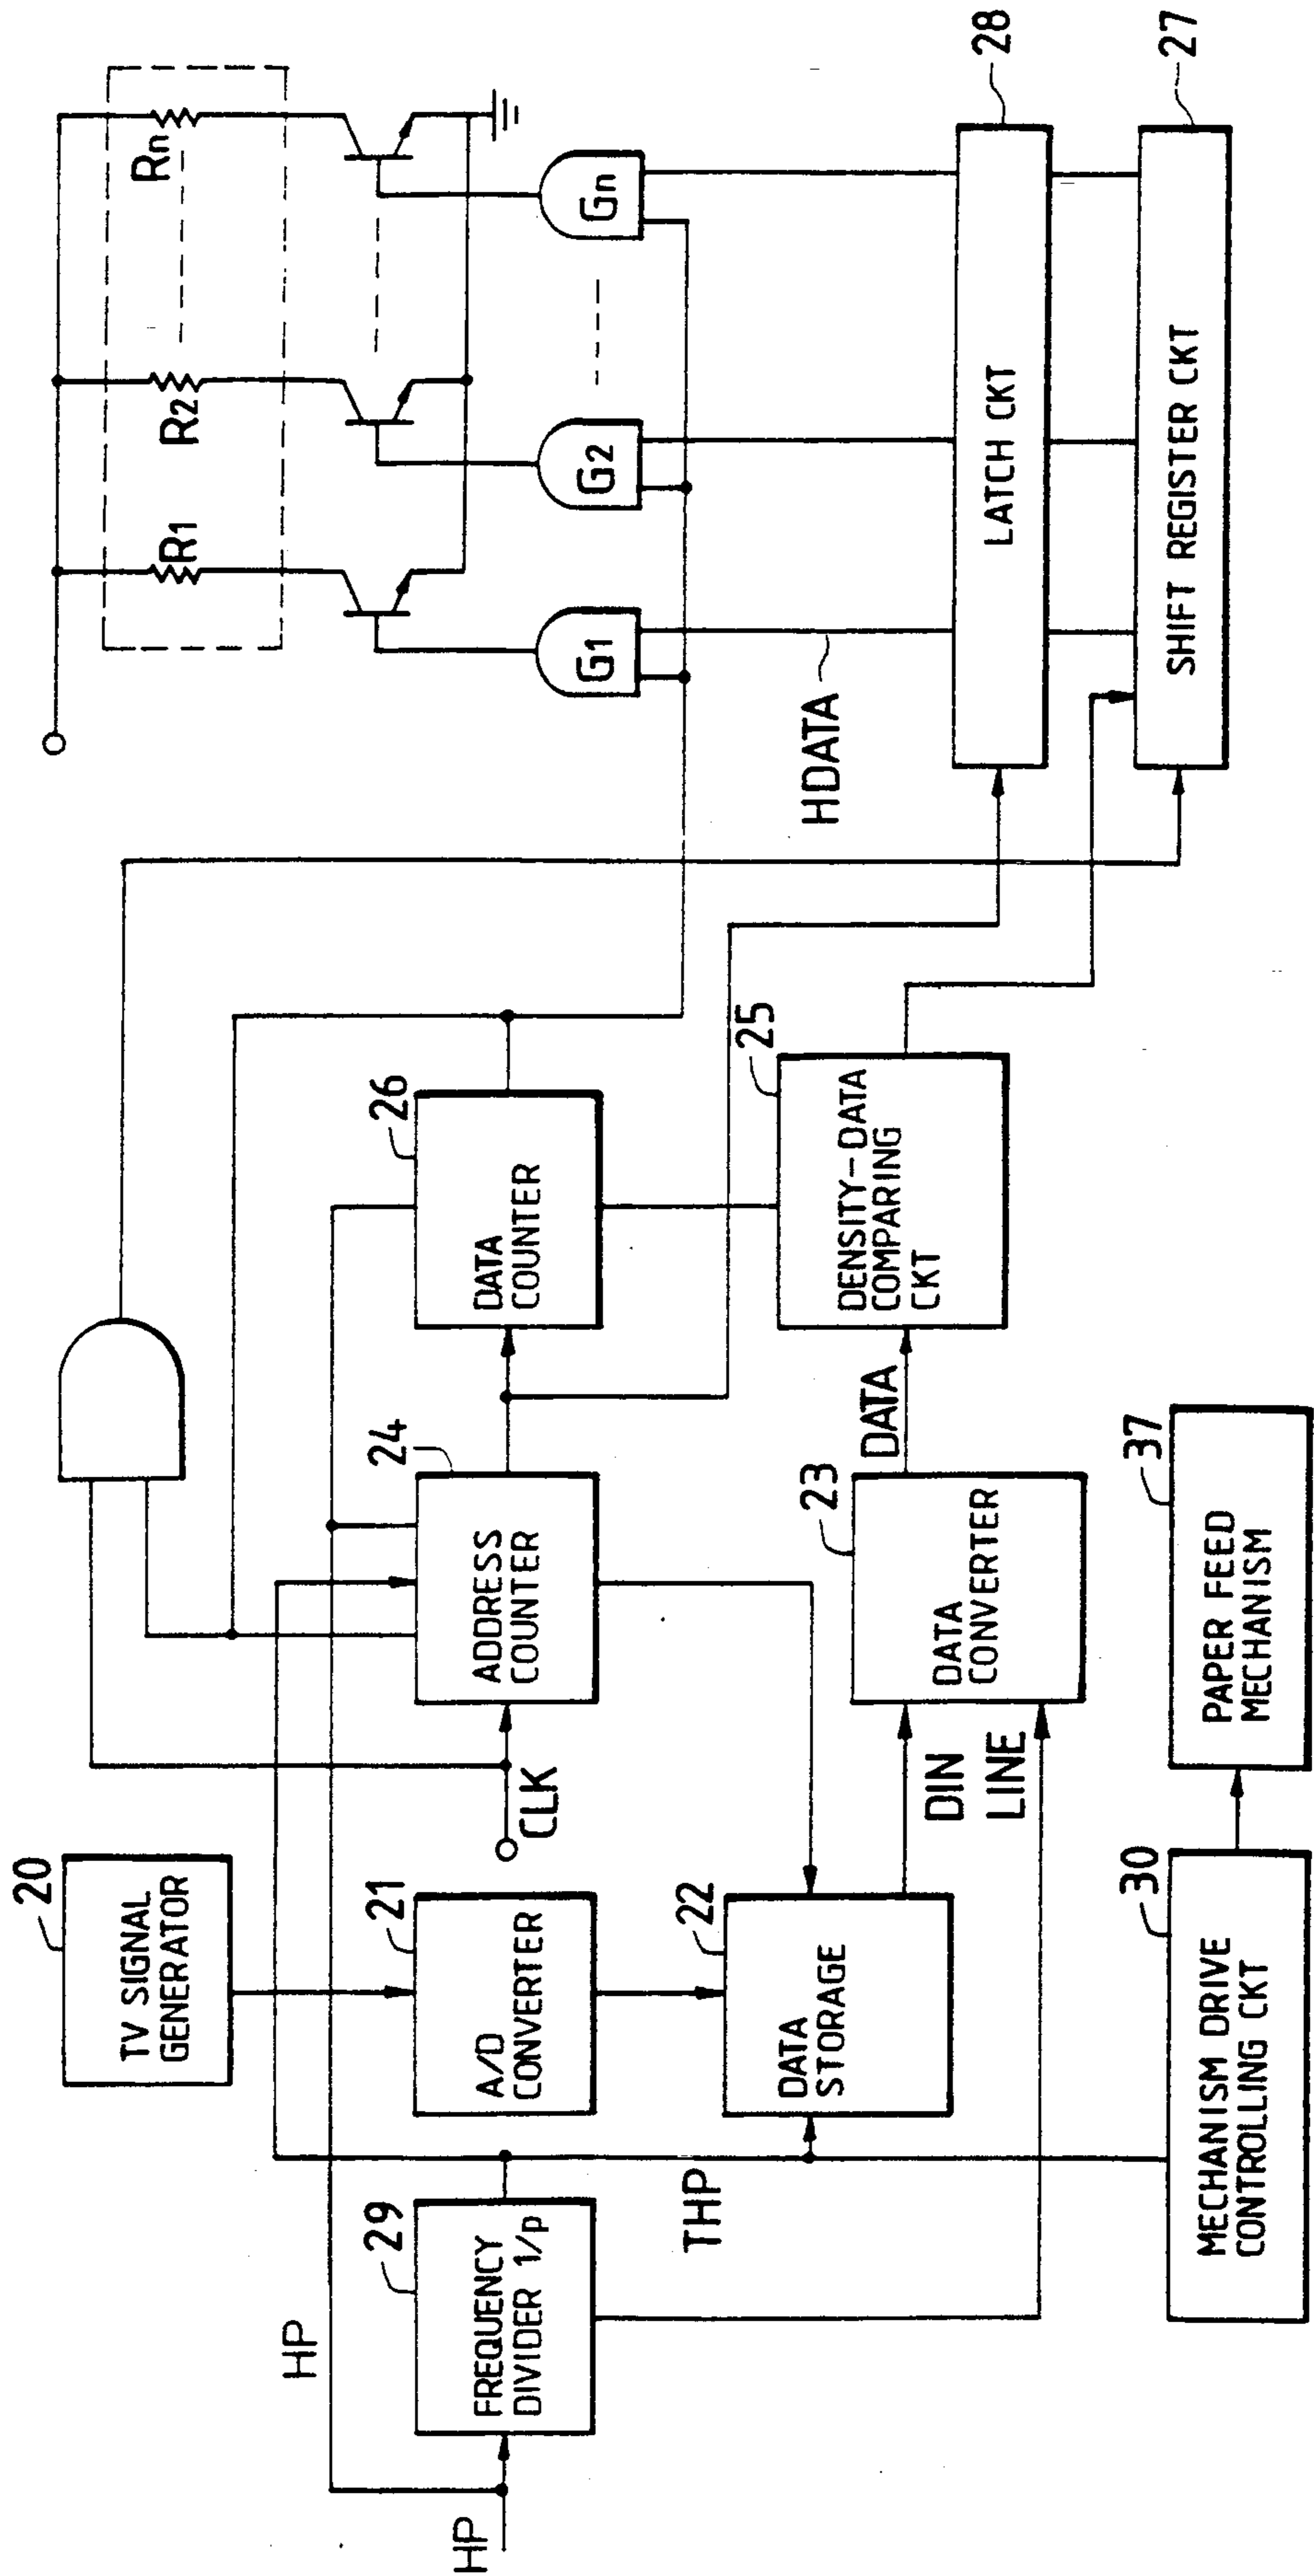 20
TV SIGNAL
GENERATOR
HP
HP
29
FREQUENCY
DIVIDER 1/p
21
A/D
CONVERTER
CLK
24
ADDRESS
COUNTER
26
DATA
COUNTER
THP
22
DATA
STORAGE
DIN
LINE
23
DATA
CONVERTER
DATA
25
DENSITY-DATA
COMPARING
CKT
30
MECHANISM DRIVE
CONTROLLING CKT
37
PAPER FEED
MECHANISM
R1
R2
Rn
G1
G2
Gn
HDATA
LATCH CKT
28
SHIFT REGISTER CKT
27